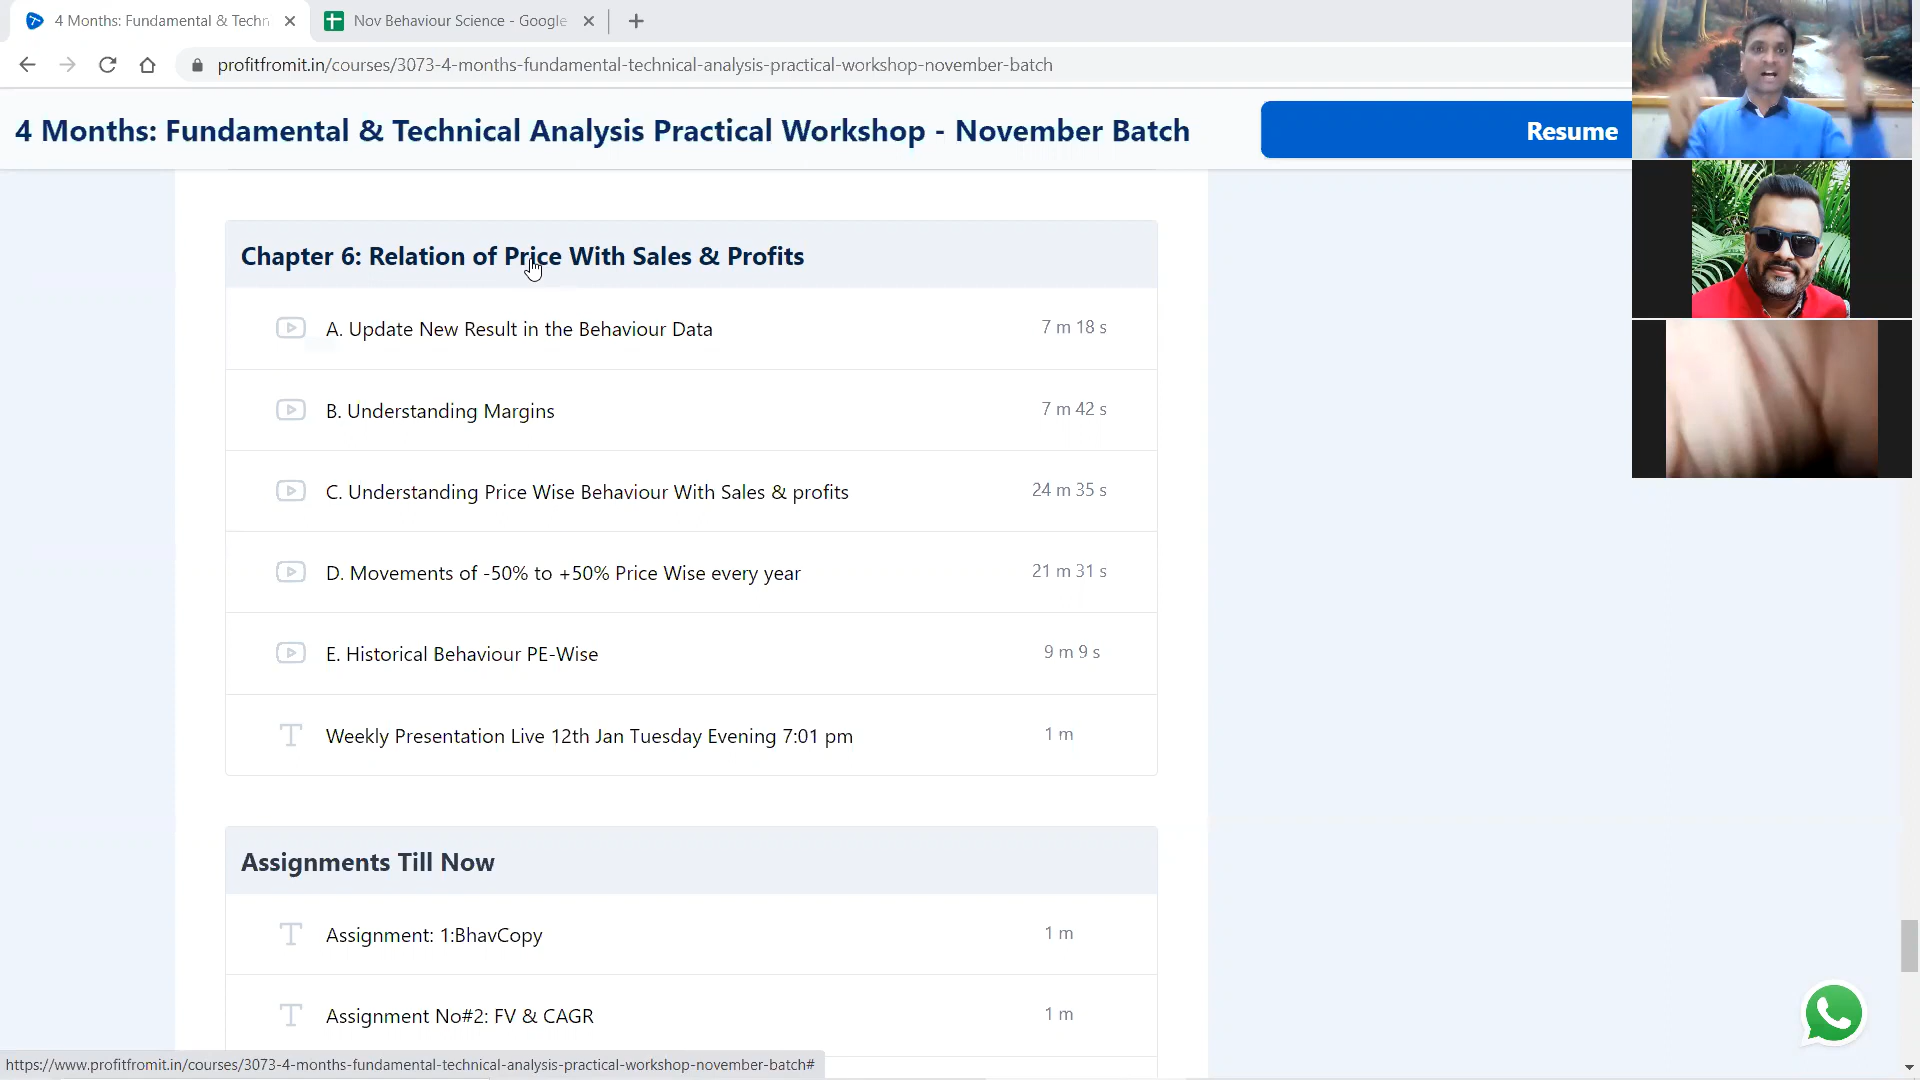 4 Months: Fundamental & Techn
Nov Behaviour Science - Google
profitfromit.in/courses/3073-4-months-fundamental-technical-analysis-practical-workshop-november-batch
4 Months: Fundamental & Technical Analysis Practical Workshop - November Batch
Resume
Chapter 6: Relation of Price With Sales & Profits
A. Update New Result in the Behaviour Data 7 m 18 s
B. Understanding Margins 7 m 42 s
C. Understanding Price Wise Behaviour With Sales & profits 24 m 35 s
D. Movements of -50% to +50% Price Wise every year 21 m 31 s
E. Historical Behaviour PE-Wise 9 m 9 s
Weekly Presentation Live 12th Jan Tuesday Evening 7:01 pm 1 m
Assignments Till Now
Assignment: 1:BhavCopy 1 m
Assignment No#2: FV & CAGR 1 m
https://www.profitfromit.in/courses/3073-4-months-fundamental-technical-analysis-practical-workshop-november-batch#